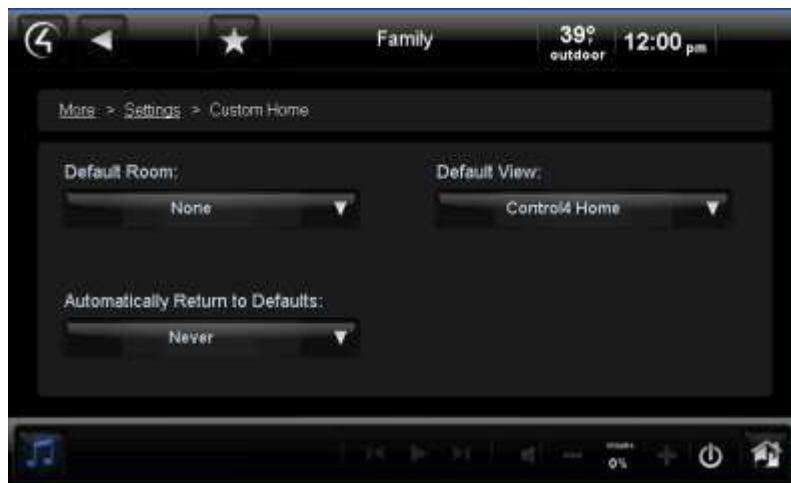 Family
39°F
outdoor
12:00 pm
More > Settings > Custom Home
Default Room:
Default View:
None
Control4 Home
Automatically Return to Defaults:
Never
0%